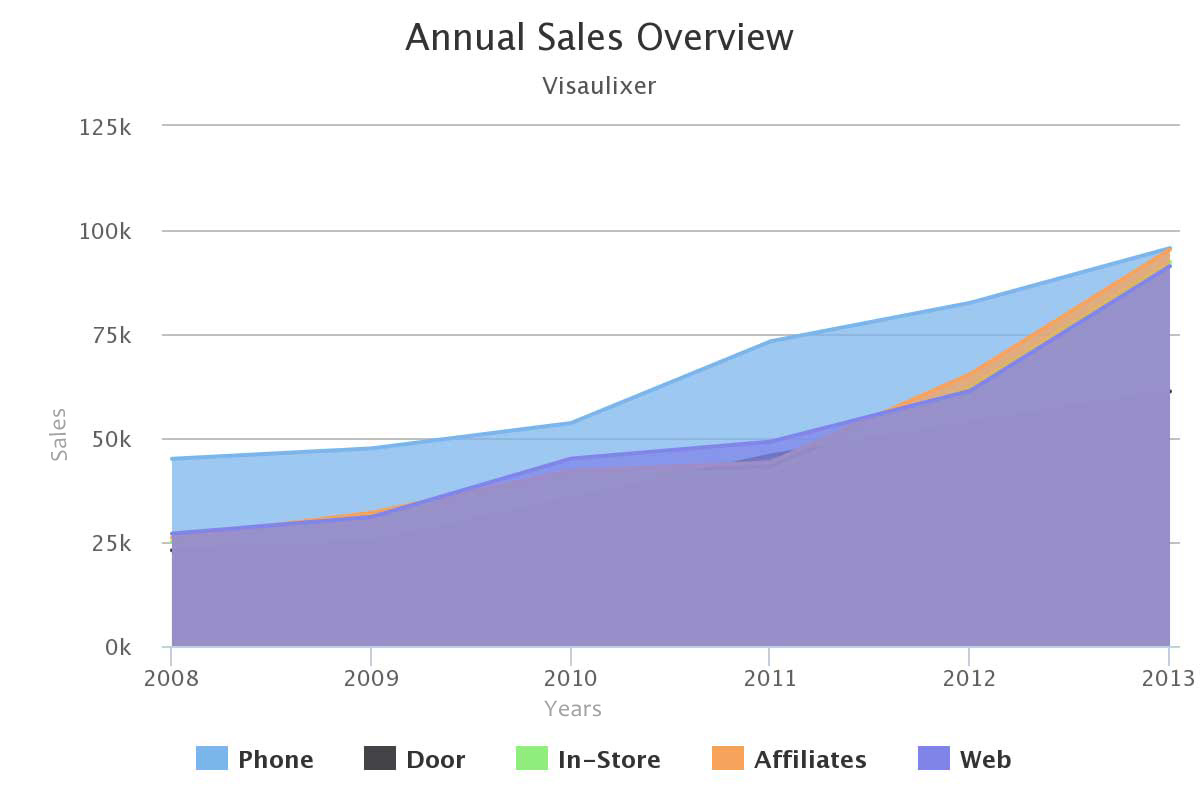 Annual Sales Overview
Visaulixer
125k
100k
75k
50k
25k
0k
Sales
2008 2009 2010 2011 2012 2013
Years
Phone Door In-Store Affiliates Web